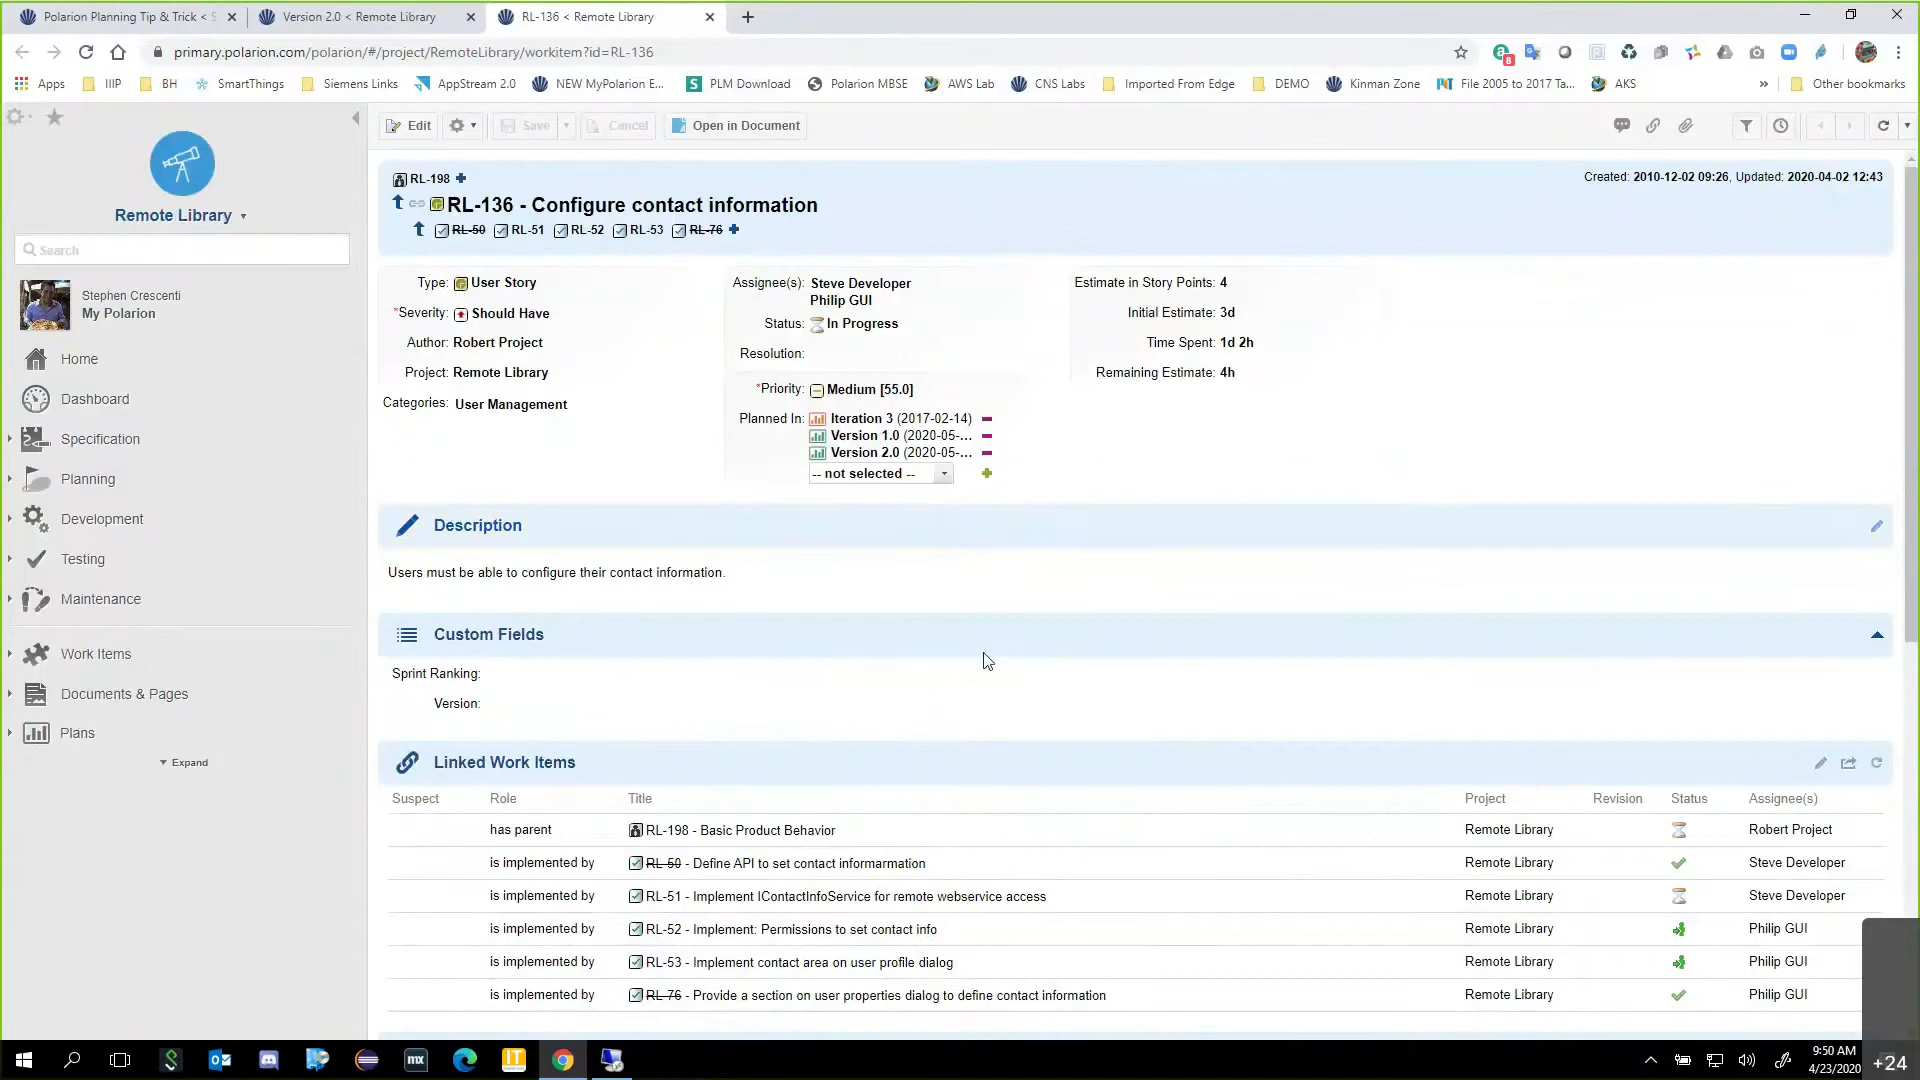 Polarion Planning Tip & Trick < S
Version 2.0 < Remote Library
RL-136 < Remote Library
primary.polarion.com/polarion/#/project/RemoteLibrary/workitem?id=RL-136
8
Apps
IIIP
BH
SmartThings
Siemens Links
AppStream 2.0
NEW MyPolarion E...
S
PLM Download
Polarion MBSE
AWS Lab
CNS Labs
Imported From Edge
DEMO
Kinman Zone
File 2005 to 2017 Ta...
AKS
»
Other bookmarks
Remote Library
Search
Stephen Crescenti
My Polarion
Home
Dashboard
Specification
Planning
Development
Testing
Maintenance
Work Items
Documents & Pages
Plans
Expand
Edit
Save
Cancel
Open in Document
RL-198
Created: 2010-12-02 09:26, Updated: 2020-04-02 12:43
RL-136 - Configure contact information
RL-50 RL-51 RL-52 RL-53 RL-76
Type: User Story
*Severity: Should Have
Author: Robert Project
Project: Remote Library
Categories: User Management
Assignee(s): Steve Developer
Philip GUI
Status: In Progress
Resolution:
*Priority: Medium [55.0]
Planned In: Iteration 3 (2017-02-14)
Version 1.0 (2020-05-...
Version 2.0 (2020-05-...
-- not selected --
Estimate in Story Points: 4
Initial Estimate: 3d
Time Spent: 1d 2h
Remaining Estimate: 4h
Description
Users must be able to configure their contact information.
Custom Fields
Sprint Ranking:
Version:
Linked Work Items
Suspect Role Title Project Revision Status Assignee(s)
has parent RL-198 - Basic Product Behavior Remote Library Robert Project
is implemented by RL-50 - Define API to set contact informarmation Remote Library Steve Developer
is implemented by RL-51 - Implement IContactInfoService for remote webservice access Remote Library Steve Developer
is implemented by RL-52 - Implement: Permissions to set contact info Remote Library Philip GUI
is implemented by RL-53 - Implement contact area on user profile dialog Remote Library Philip GUI
is implemented by RL-76 - Provide a section on user properties dialog to define contact information Remote Library Philip GUI
mx
IT
9:50 AM
4/23/2020
+24